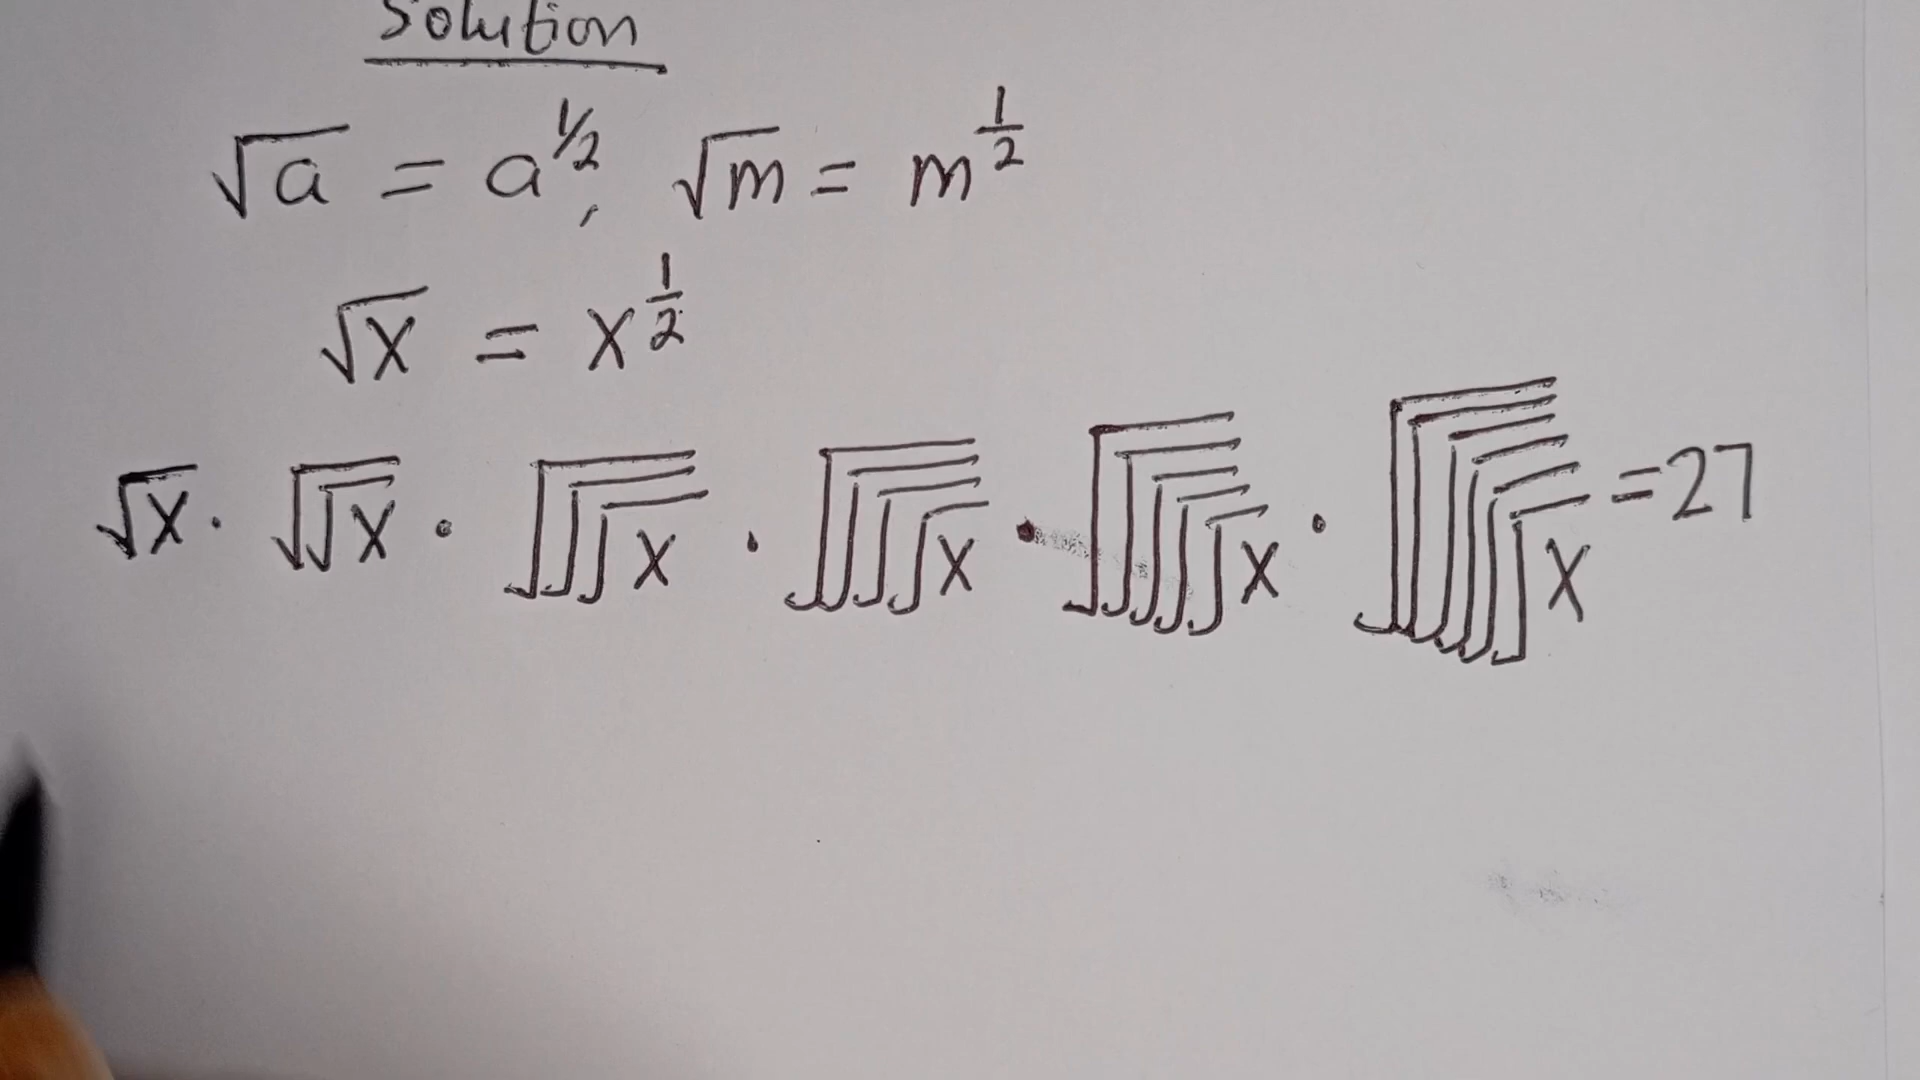 Solution
√a = a^1/2, √m = m^1/2
√x = x^1/2
√x · √√x · √√√x · √√√√x · √√√√√x · √√√√√√x = 27